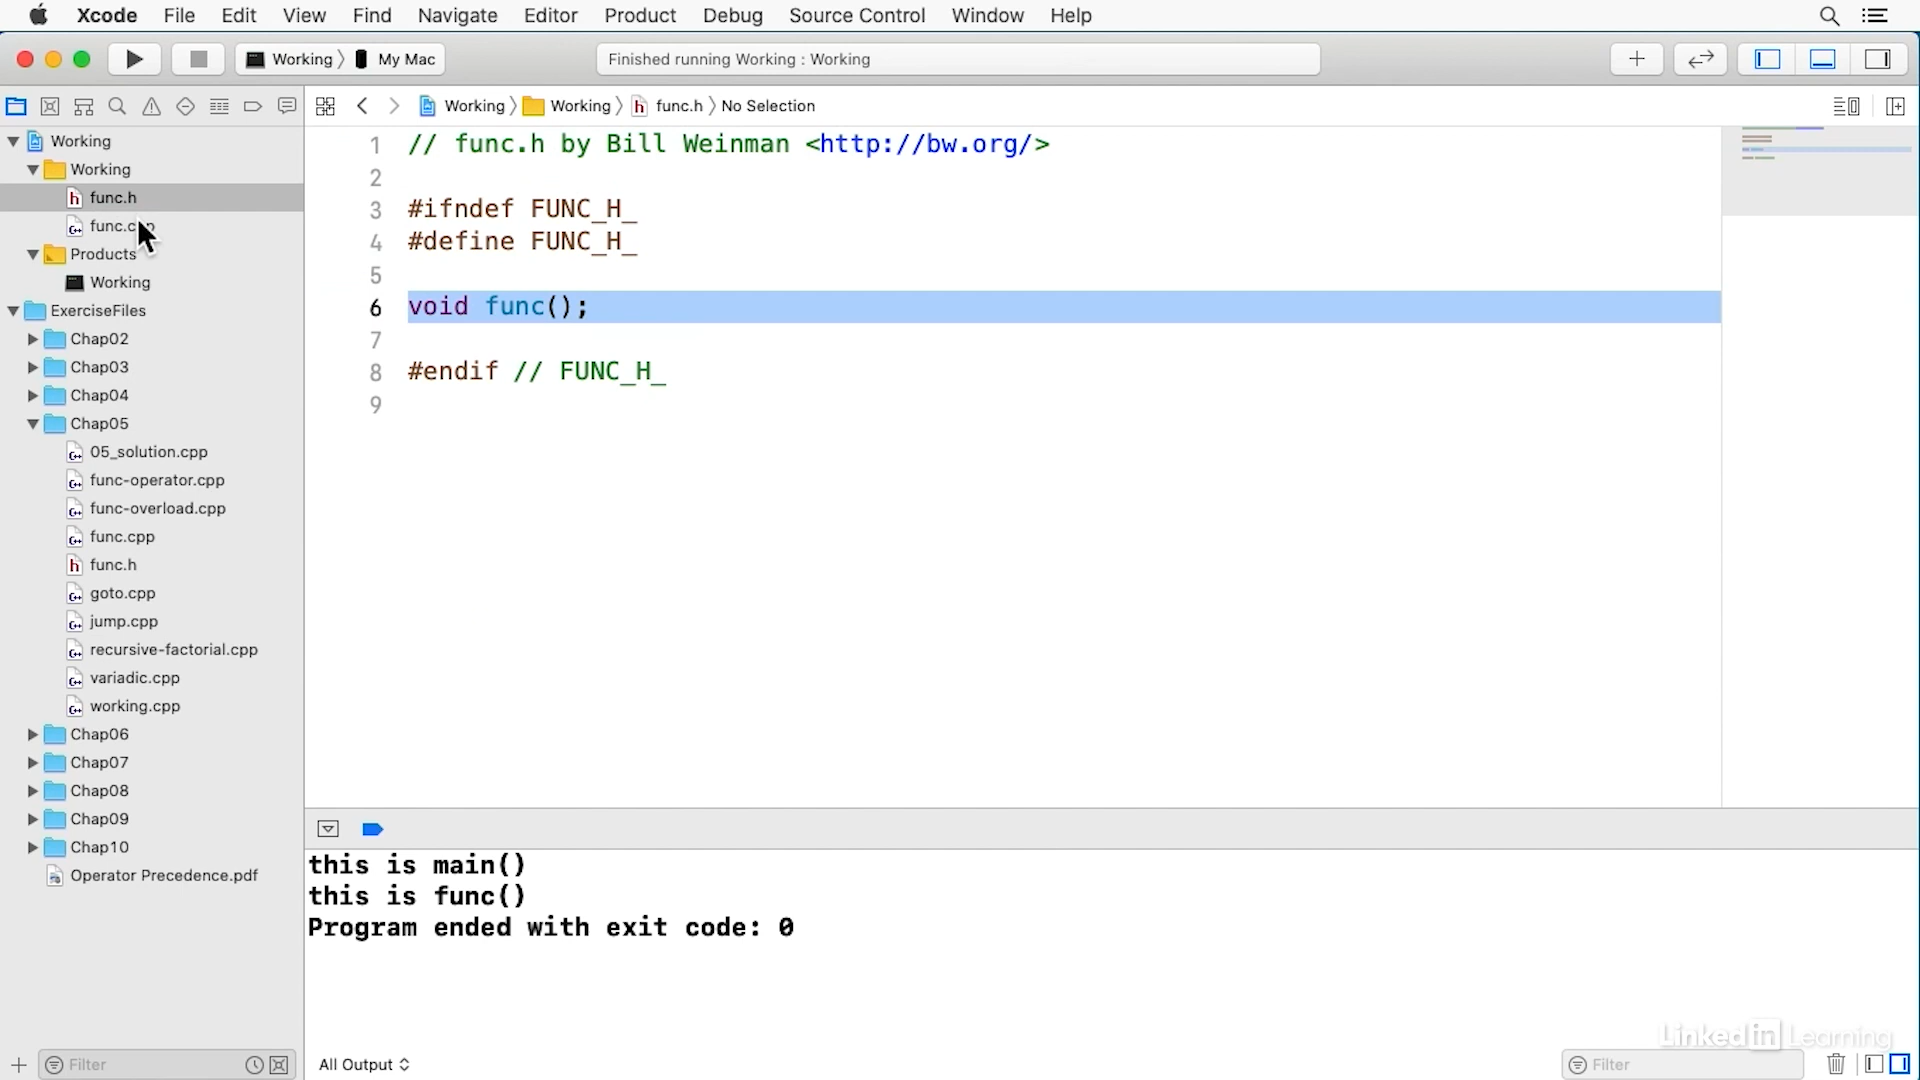 Xcode File Edit View Find Navigate Editor Product Debug Source Control Window Help
Working My Mac
Finished running Working : Working
Working Working func.h No Selection
Working
Working
func.h
Products
Working
ExerciseFiles
Chap02
Chap03
Chap04
Chap05
05_solution.cpp
func-operator.cpp
func-overload.cpp
func.cpp
func.h
goto.cpp
jump.cpp
recursive-factorial.cpp
variadic.cpp
working.cpp
Chap06
Chap07
Chap08
Chap09
Chap10
Operator Precedence.pdf
Filter
1 // func.h by Bill Weinman <http://bw.org/>
2
3 #ifndef FUNC_H_
4 #define FUNC_H_
5
6 void func();
7
8 #endif // FUNC_H_
9
this is main()
this is func()
Program ended with exit code: 0
All Output
Filter
Linked in Learning